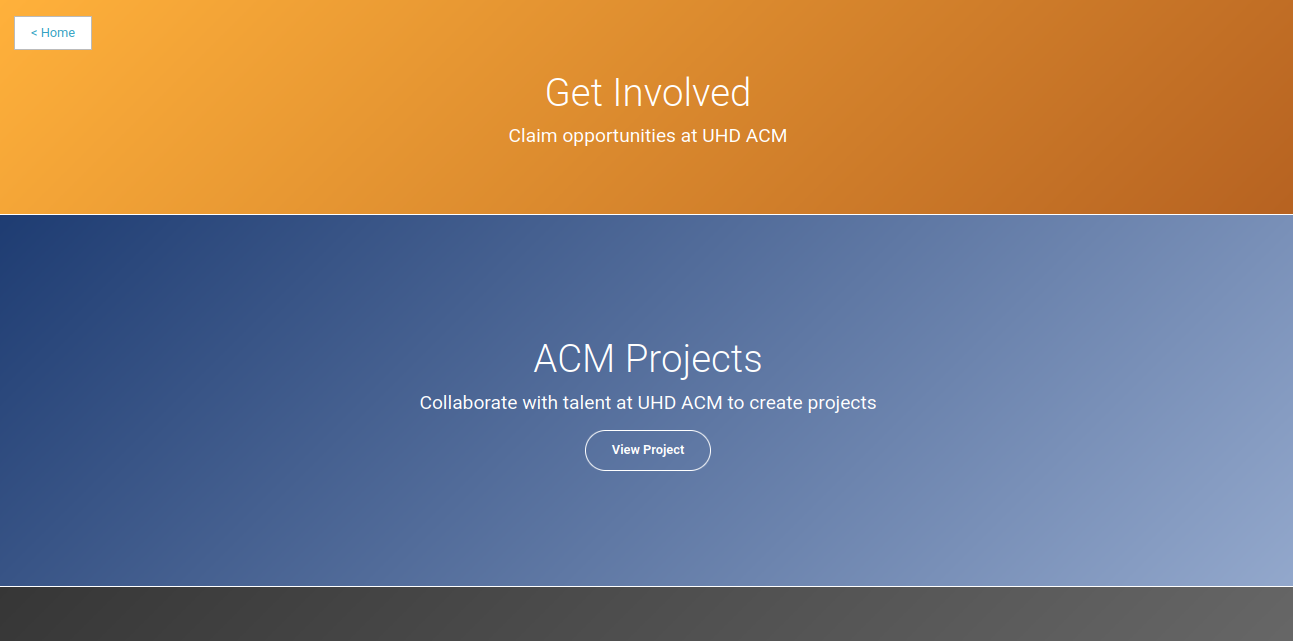 < Home
Get Involved
Claim opportunities at UHD ACM
ACM Projects
Collaborate with talent at UHD ACM to create projects
View Project